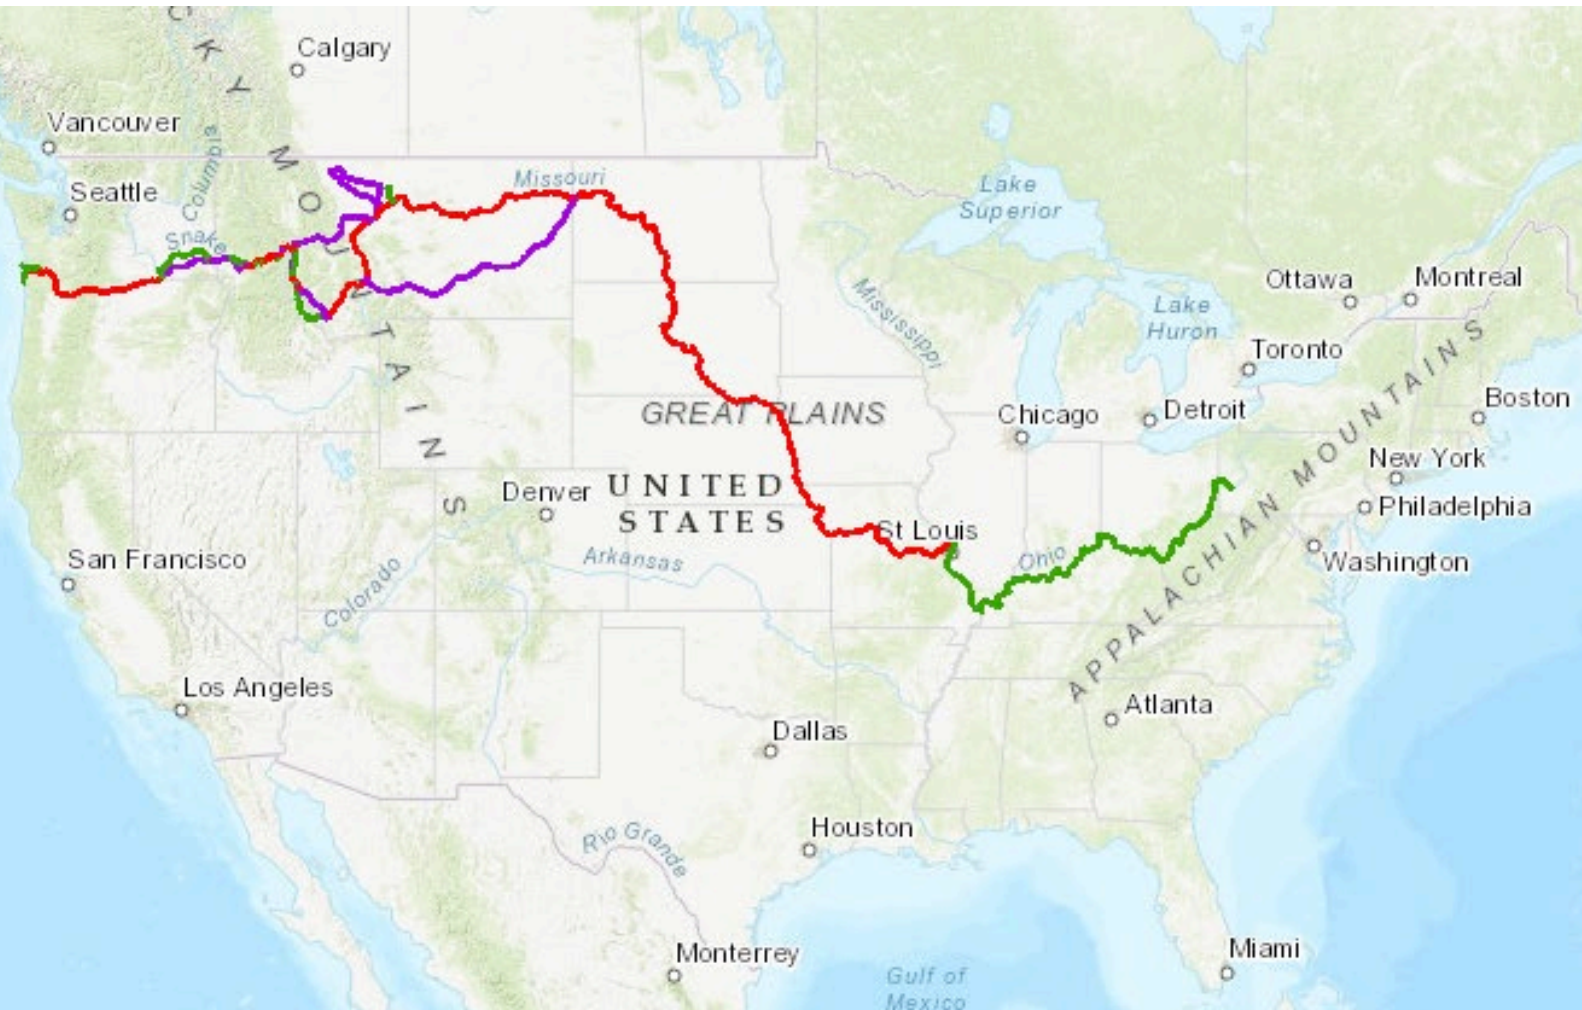 Calgary
Vancouver
Seattle
Columbia
Snake
Missouri
Lake
Superior
Ottawa
Montreal
Lake
Huron
Mississippi
Toronto
Boston
Chicago
Detroit
GREAT PLAINS
New York
Denver
UNITED
STATES
Philadelphia
St Louis
Washington
San Francisco
Arkansas
Ohio
Colorado
CKY MOUNTAINS
APPALACHIAN MOUNTAINS
Los Angeles
Atlanta
Dallas
Houston
Rio Grande
Monterrey
Miami
Gulf of
Mexico